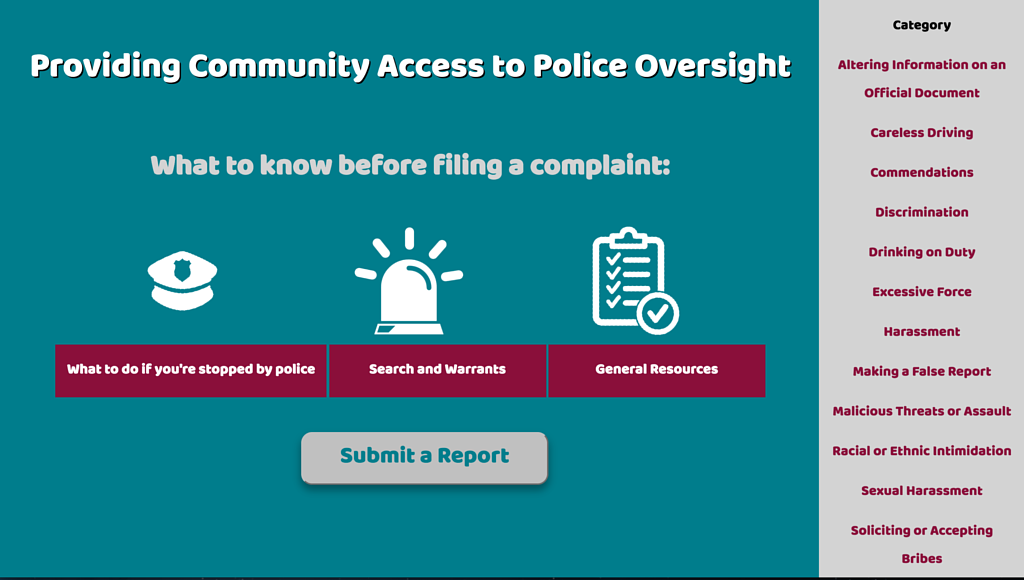 Providing Community Access to Police Oversight
What to know before filing a complaint:
What to do if you're stopped by police
Search and Warrants
General Resources
Submit a Report
Category
Altering Information on an
Official Document
Careless Driving
Commendations
Discrimination
Drinking on Duty
Excessive Force
Harassment
Making a False Report
Malicious Threats or Assault
Racial or Ethnic Intimidation
Sexual Harassment
Soliciting or Accepting
Bribes